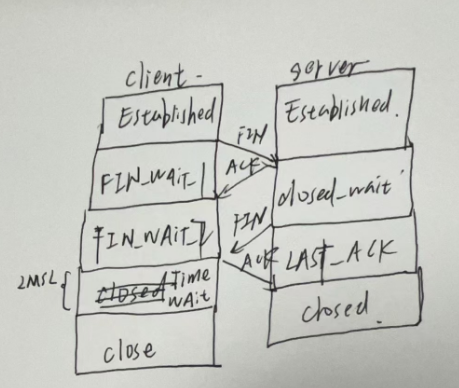 client-
server
Established
Established.
FIN
ACK
FIN_WAIT_1
closed_wait
FIN
FIN_WAIT_2
ACK
LAST_ACK
2MSL
closed Time
wait
closed.
close